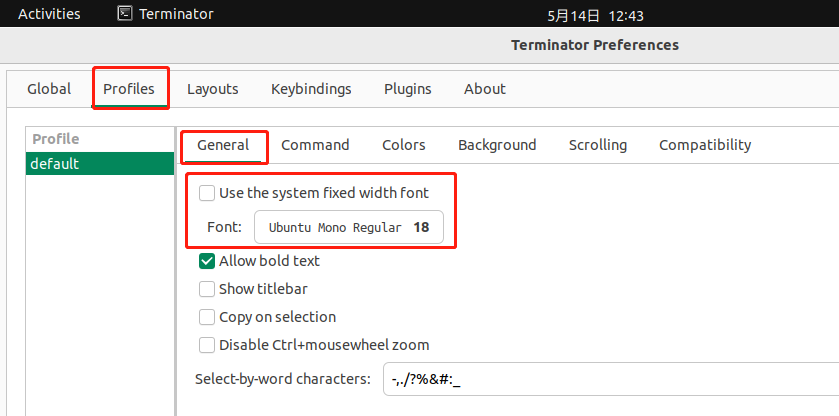 Activities Terminator 5月14日 12:43
Terminator Preferences
Global Profiles Layouts Keybindings Plugins About
Profile
default
General Command Colors Background Scrolling Compatibility
Use the system fixed width font
Font: Ubuntu Mono Regular 18
Allow bold text
Show titlebar
Copy on selection
Disable Ctrl+mousewheel zoom
Select-by-word characters: -,./?%&#:_